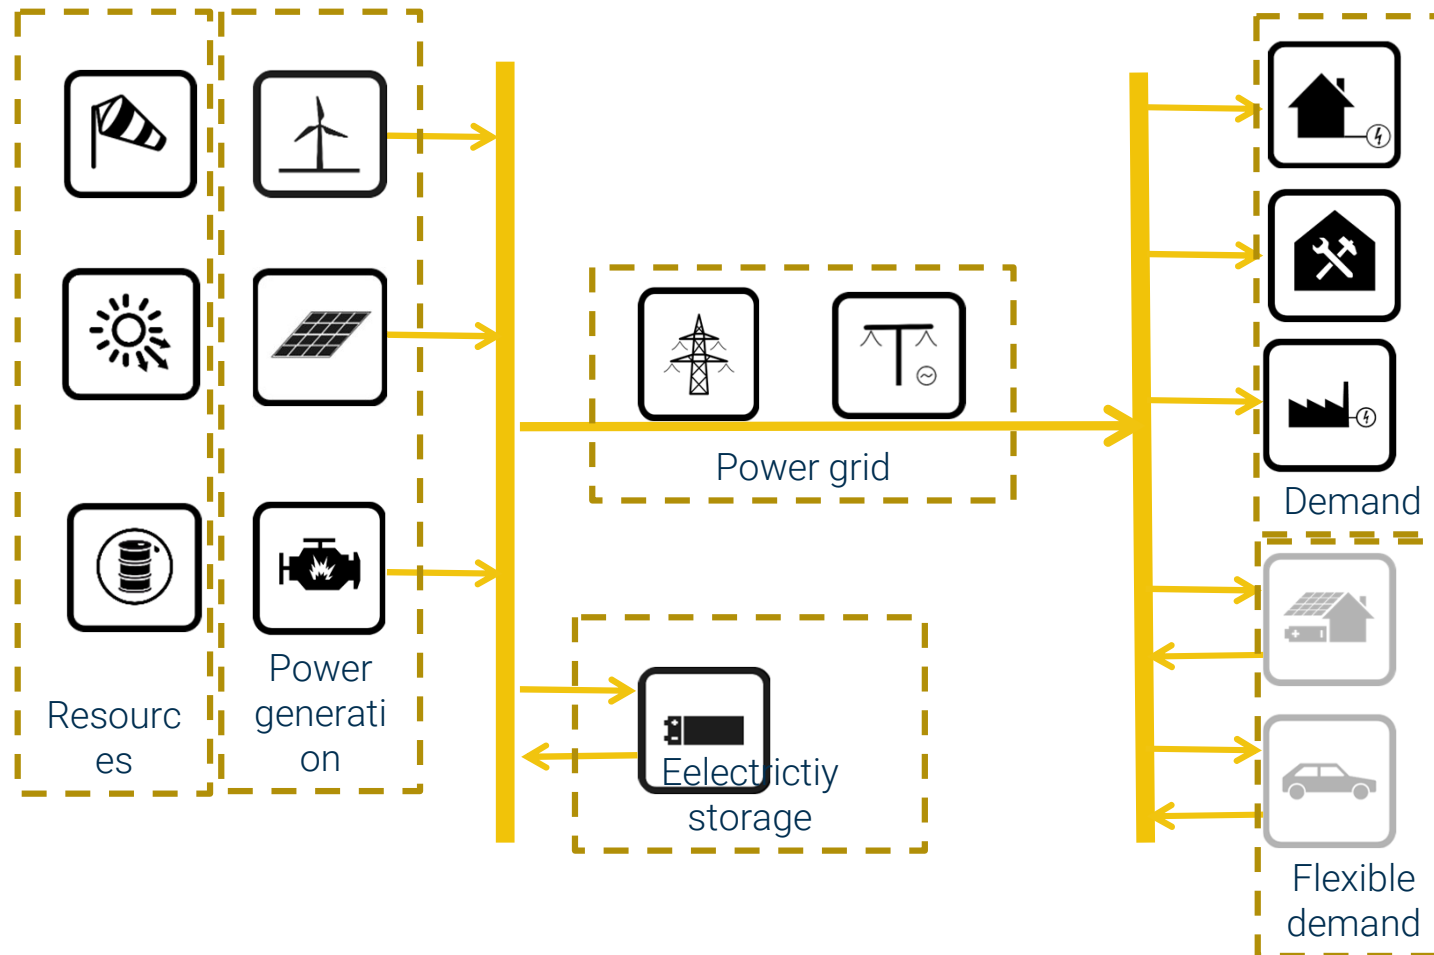 Resourc
es
Power
generati
on
Power grid
Eelectrictiy
storage
Demand
Flexible
demand